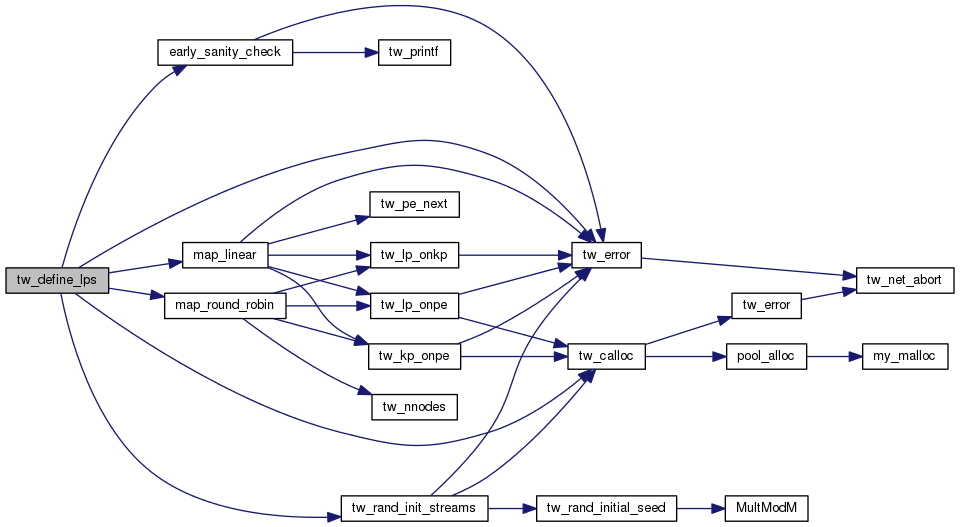 early_sanity_check
tw_printf
tw_pe_next
map_linear
tw_lp_onkp
tw_error
tw_define_lps
tw_net_abort
map_round_robin
tw_lp_onpe
tw_error
tw_kp_onpe
tw_calloc
pool_alloc
my_malloc
tw_nnodes
tw_rand_init_streams
tw_rand_initial_seed
MultModM